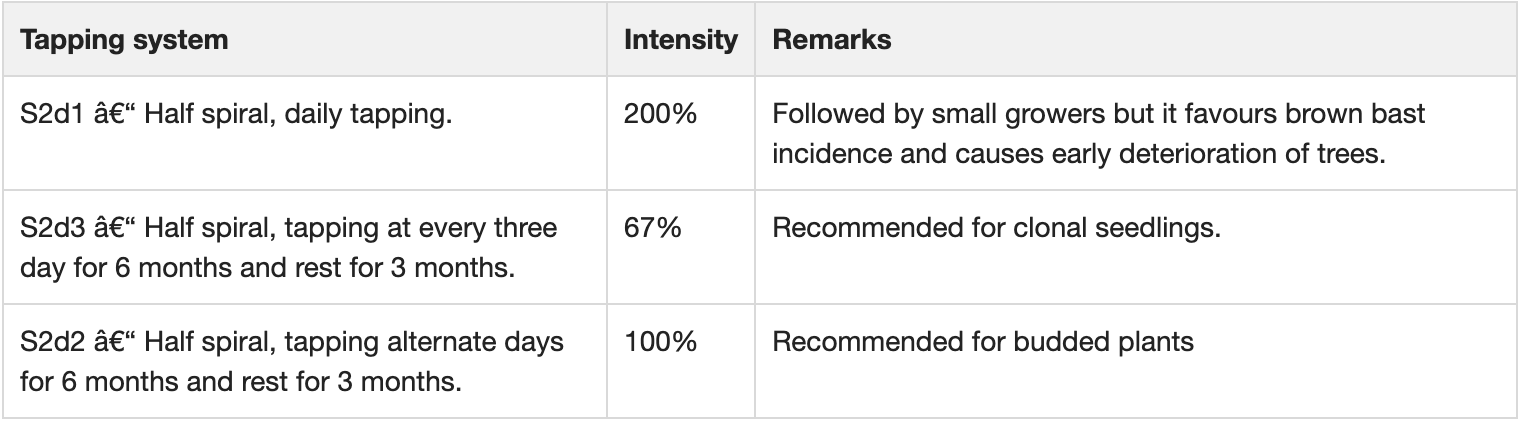 Tapping system Intensity Remarks
S2d1 â€“ Half spiral, daily tapping. 200% Followed by small growers but it favours brown bast
incidence and causes early deterioration of trees.
S2d3 â€“ Half spiral, tapping at every three 67% Recommended for clonal seedlings.
day for 6 months and rest for 3 months.
S2d2 â€“ Half spiral, tapping alternate days 100% Recommended for budded plants
for 6 months and rest for 3 months.